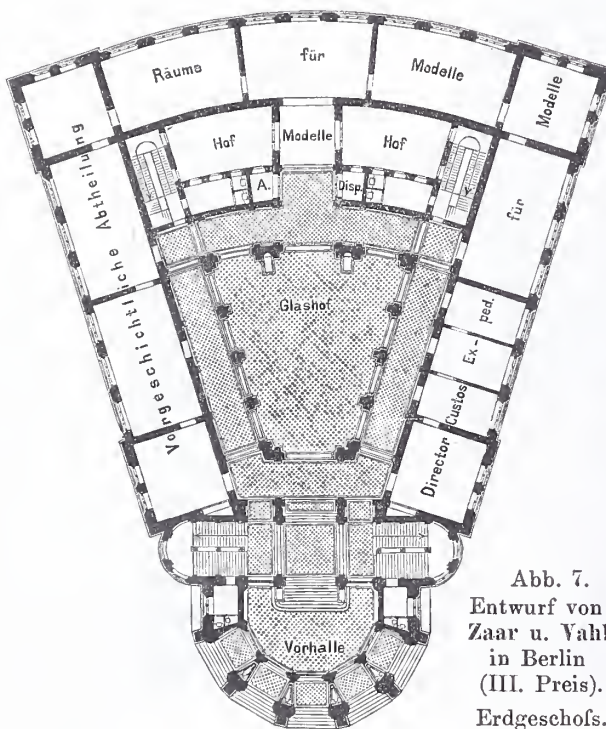 Räume
für
Modelle
Modelle
Hof
Modelle
Hof
A.
Disp.
für
Vorgeschichtliche Abtheilung
Glashof
Ex-
ped.
Custos
Director
Vorhalle
Abb. 7.
Entwurf von
Zaar u. Vahl
in Berlin
(III. Preis).
Erdgeschoſs.